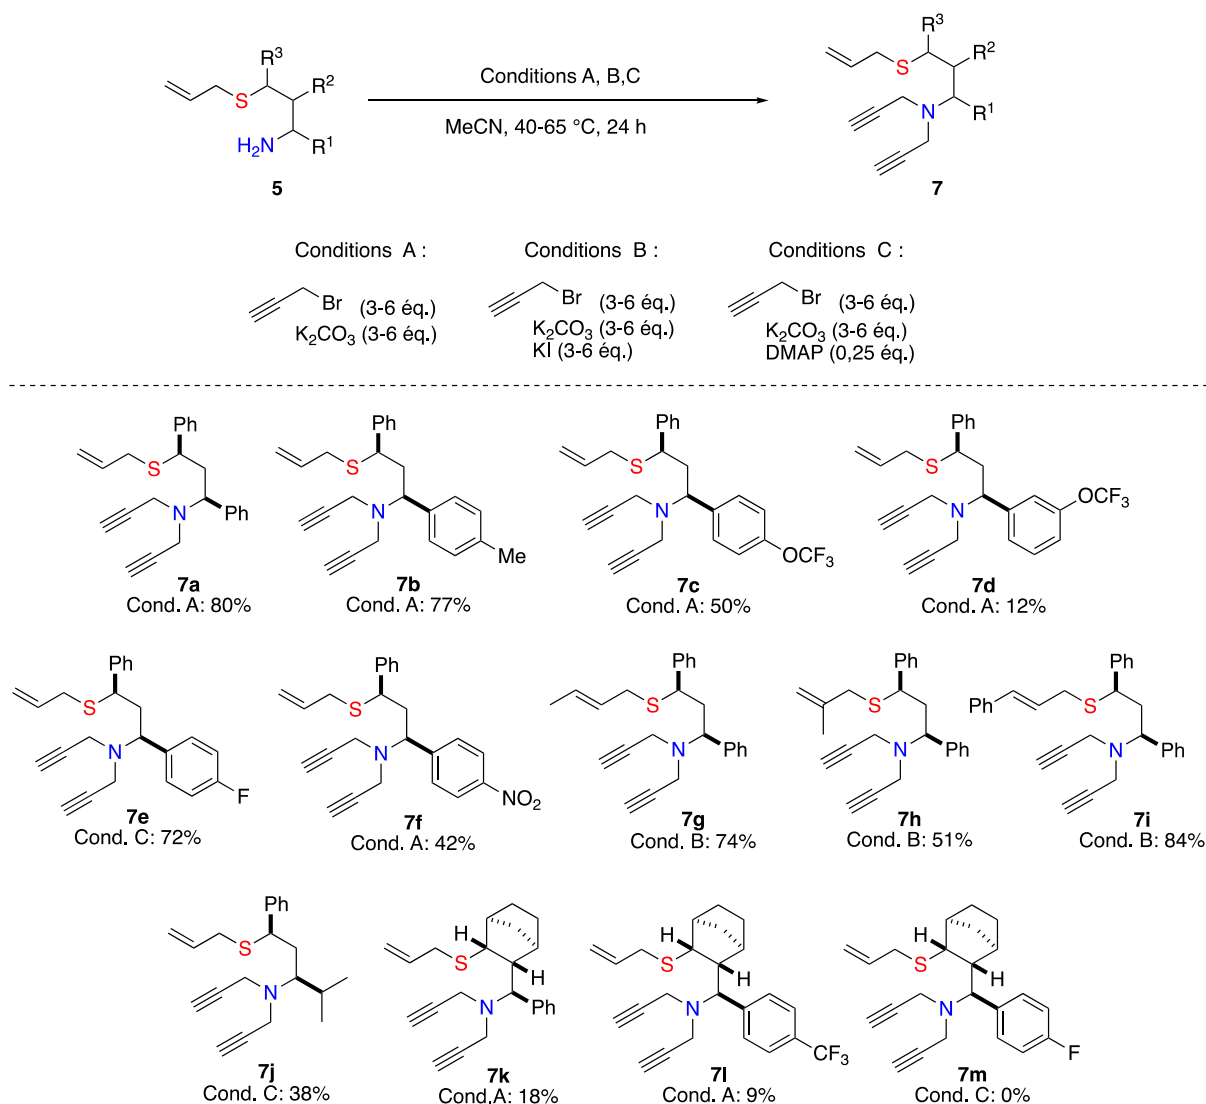 R³
R²
S
H₂N
R¹
5
Conditions A, B,C
MeCN, 40-65 °C, 24 h
R³
R²
S
N
R¹
7
Conditions A :
Br (3-6 éq.)
K₂CO₃ (3-6 éq.)
Conditions B :
Br (3-6 éq.)
K₂CO₃ (3-6 éq.)
KI (3-6 éq.)
Conditions C :
Br (3-6 éq.)
K₂CO₃ (3-6 éq.)
DMAP (0,25 éq.)
Ph
S
N
Ph
7a
Cond. A: 80%
Ph
S
N
Me
7b
Cond. A: 77%
Ph
S
N
OCF₃
7c
Cond. A: 50%
Ph
S
N
OCF₃
7d
Cond. A: 12%
Ph
S
N
F
7e
Cond. C: 72%
Ph
S
N
NO₂
7f
Cond. A: 42%
Ph
S
N
Ph
7g
Cond. B: 74%
Ph
S
N
Ph
7h
Cond. B: 51%
Ph
Ph
S
N
Ph
7i
Cond. B: 84%
Ph
S
N
7j
Cond. C: 38%
H
S
H
N
Ph
7k
Cond.A: 18%
H
S
H
N
CF₃
7l
Cond. A: 9%
H
S
H
N
F
7m
Cond. C: 0%